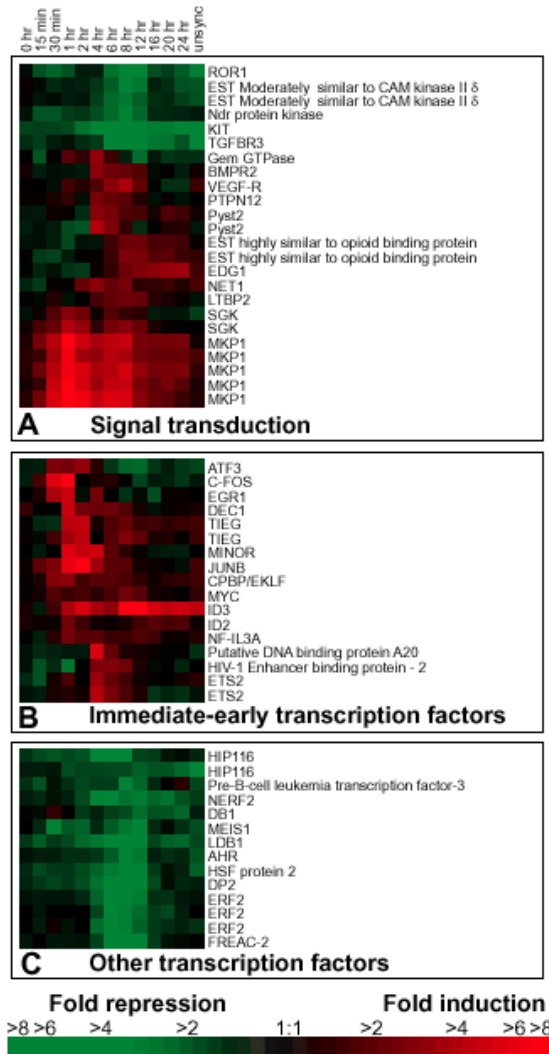 0 hr
15 min
30 min
1 hr
2 hr
4 hr
6 hr
8 hr
12 hr
16 hr
20 hr
24 hr
unsync
ROR1
EST Moderately similar to CAM kinase II δ
EST Moderately similar to CAM kinase II δ
Ndr protein kinase
KIT
TGFBR3
Gem GTPase
BMPR2
VEGF-R
PTPN12
Pyst2
Pyst2
EST highly similar to opioid binding protein
EST highly similar to opioid binding protein
EDG1
NET1
LTBP2
SGK
SGK
MKP1
MKP1
MKP1
MKP1
MKP1
A Signal transduction
ATF3
C-FOS
EGR1
DEC1
TIEG
TIEG
MINOR
JUNB
CPBP/EKLF
MYC
ID3
ID2
NF-IL3A
Putative DNA binding protein A20
HIV-1 Enhancer binding protein - 2
ETS2
ETS2
B Immediate-early transcription factors
HIP116
HIP116
Pre-B-cell leukemia transcription factor-3
NERF2
DB1
MEIS1
LDB1
AHR
HSF protein 2
DP2
ERF2
ERF2
ERF2
FREAC-2
C Other transcription factors
Fold repression Fold induction
>8 >6 >4 >2 1:1 >2 >4 >6 >8